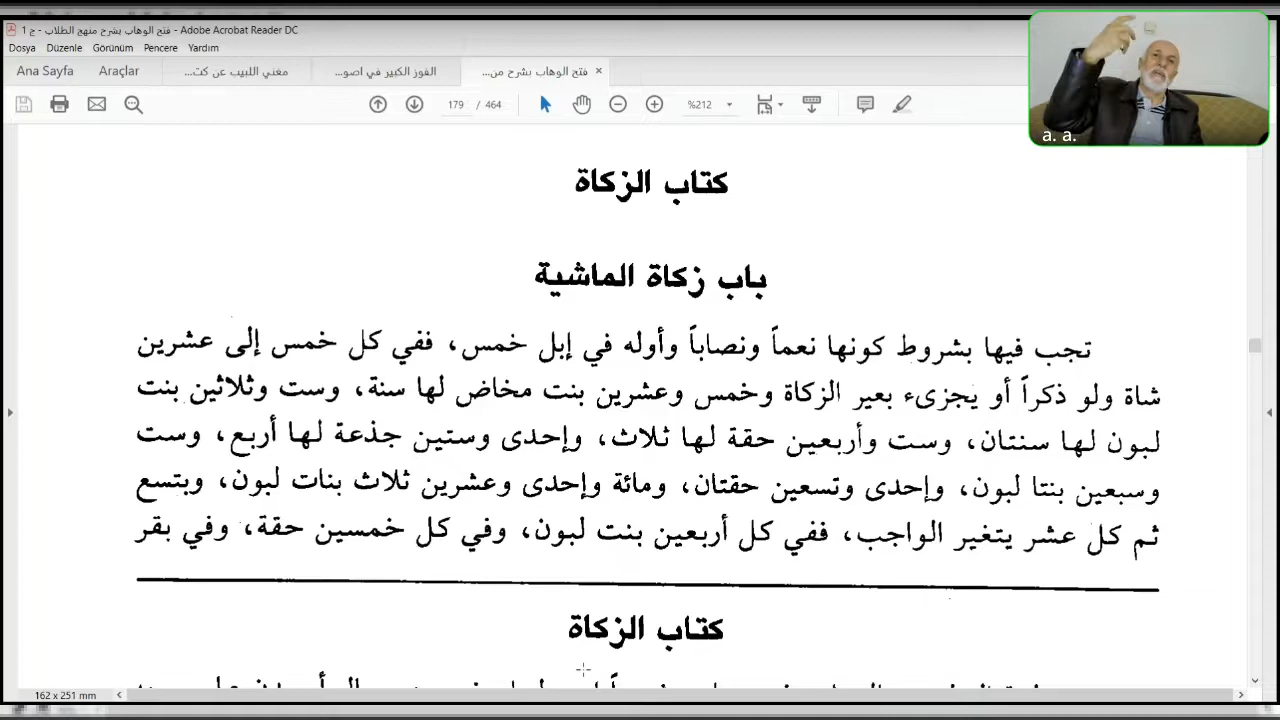 فتح الوهاب بشرح منهج الطلاب - ج 1 - Adobe Acrobat Reader DC
Dosya Düzenle Görünüm Pencere Yardım
Ana Sayfa Araçlar مغني اللبيب عن كت... الفوز الكبير في اصو... فتح الوهاب بشرح من... ×
179 / 464 %212
a. a.
كتاب الزكاة
باب زكاة الماشية
تجب فيها بشروط كونها نعماً ونصاباً وأوله في إبل خمس، ففي كل خمس إلى عشرين
شاة ولو ذكراً أو يجزىء بعير الزكاة وخمس وعشرين بنت مخاض لها سنة، وست وثلاثين بنت
لبون لها سنتان، وست وأربعين حقة لها ثلاث، وإحدى وستين جذعة لها أربع، وست
وسبعين بنتا لبون، وإحدى وتسعين حقتان، ومائة وإحدى وعشرين ثلاث بنات لبون، وبتسع
ثم كل عشر يتغير الواجب، ففي كل أربعين بنت لبون، وفي كل خمسين حقة، وفي بقر
كتاب الزكاة
162 x 251 mm